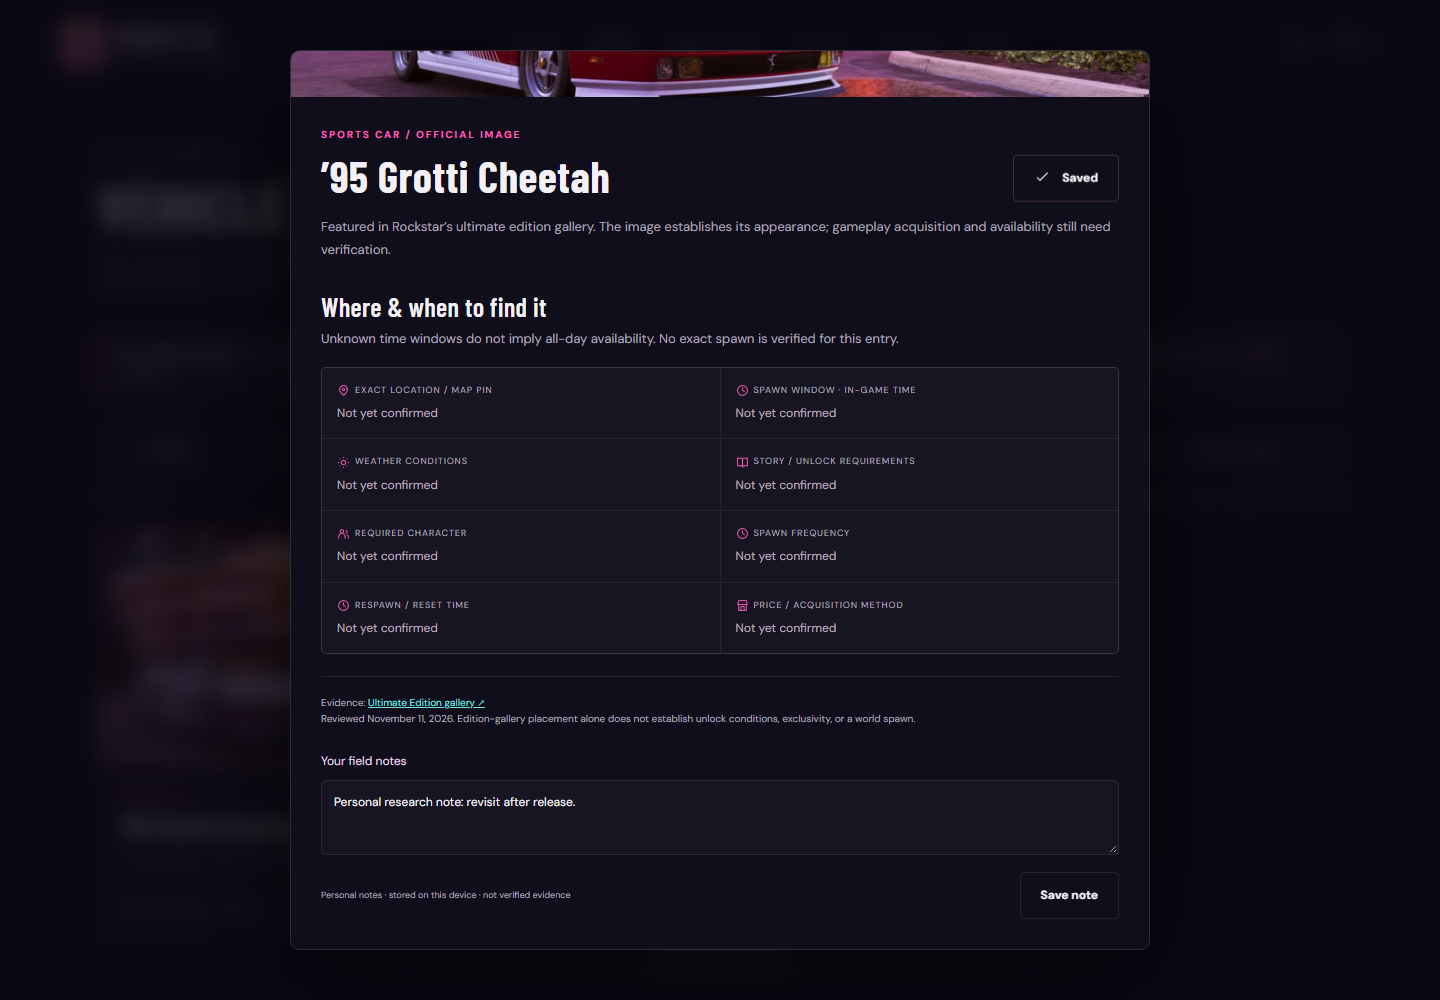 SPORTS CAR / OFFICIAL IMAGE
’95 Grotti Cheetah
Saved
Featured in Rockstar’s ultimate edition gallery. The image establishes its appearance; gameplay acquisition and availability still need
verification.
Where & when to find it
Unknown time windows do not imply all-day availability. No exact spawn is verified for this entry.
EXACT LOCATION / MAP PIN
Not yet confirmed
SPAWN WINDOW · IN-GAME TIME
Not yet confirmed
WEATHER CONDITIONS
Not yet confirmed
STORY / UNLOCK REQUIREMENTS
Not yet confirmed
REQUIRED CHARACTER
Not yet confirmed
SPAWN FREQUENCY
Not yet confirmed
RESPAWN / RESET TIME
Not yet confirmed
PRICE / ACQUISITION METHOD
Not yet confirmed
Evidence: Ultimate Edition gallery ↗
Reviewed November 11, 2026. Edition-gallery placement alone does not establish unlock conditions, exclusivity, or a world spawn.
Your field notes
Personal research note: revisit after release.
Personal notes · stored on this device · not verified evidence
Save note